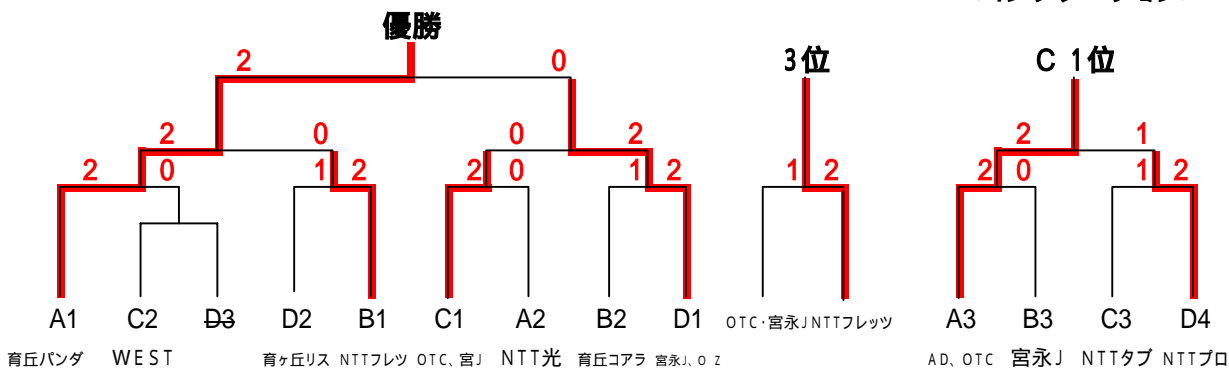 優勝
2 0 3位 C 1位
2 0 0 2 2 1
2 0 1 2 2 0 1 2 1 2 2 0 1 2
A1 C2 D3 D2 B1 C1 A2 B2 D1 OTC・宮永J NTTフレッツ A3 B3 C3 D4
育丘パンダ WEST 育ヶ丘リス NTTフレツ OTC、宮J NTT光 育丘コアラ 宮永J、O Z AD、OTC 宮永J NTTタブ NTTプロ